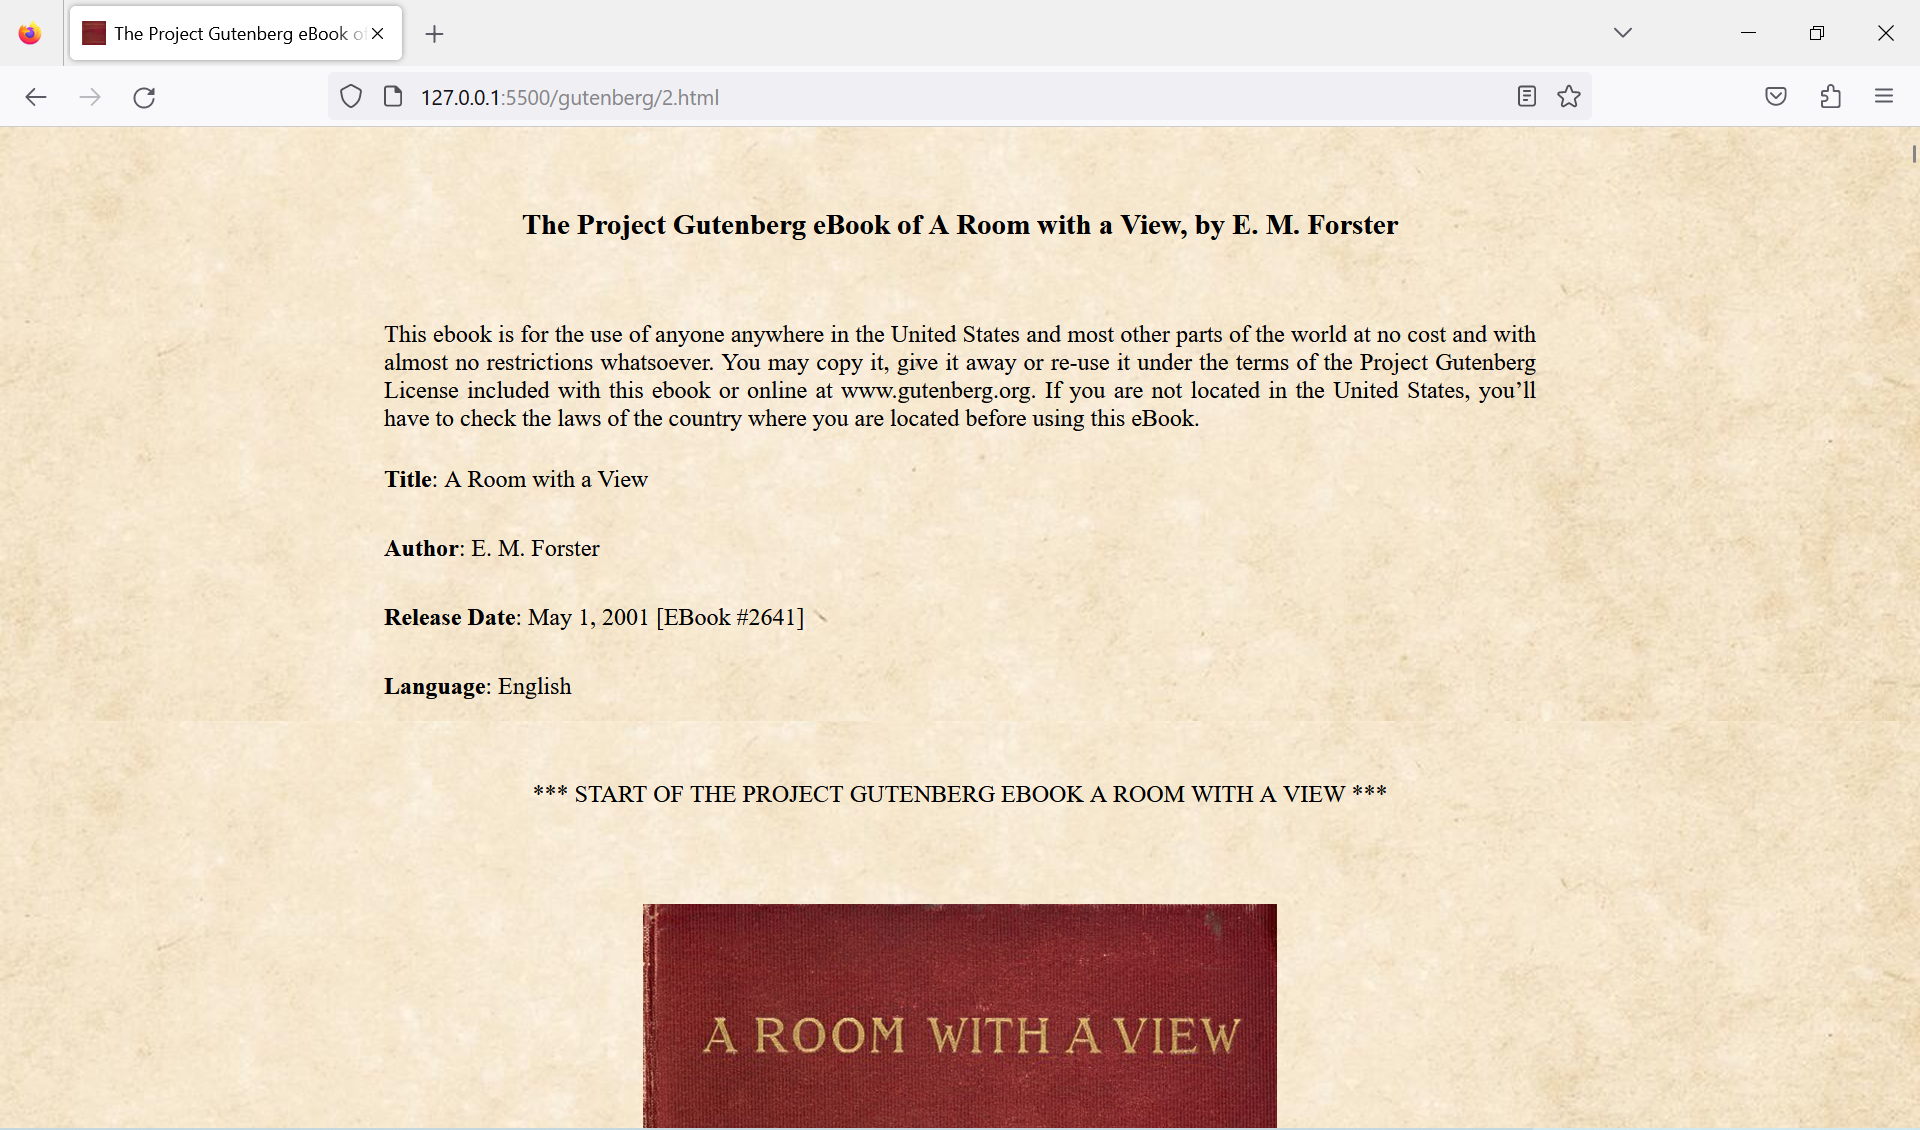 The Project Gutenberg eBook of
127.0.0.1:5500/gutenberg/2.html
The Project Gutenberg eBook of A Room with a View, by E. M. Forster
This ebook is for the use of anyone anywhere in the United States and most other parts of the world at no cost and with
almost no restrictions whatsoever. You may copy it, give it away or re-use it under the terms of the Project Gutenberg
License included with this ebook or online at www.gutenberg.org. If you are not located in the United States, you’ll
have to check the laws of the country where you are located before using this eBook.
Title: A Room with a View
Author: E. M. Forster
Release Date: May 1, 2001 [EBook #2641]
Language: English
*** START OF THE PROJECT GUTENBERG EBOOK A ROOM WITH A VIEW ***
A ROOM WITH A VIEW